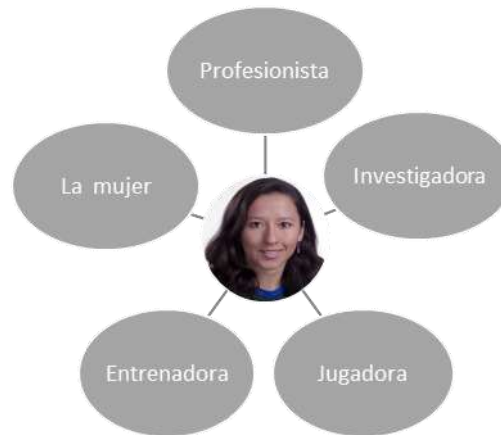 Profesionista
Investigadora
La mujer
Entrenadora
Jugadora